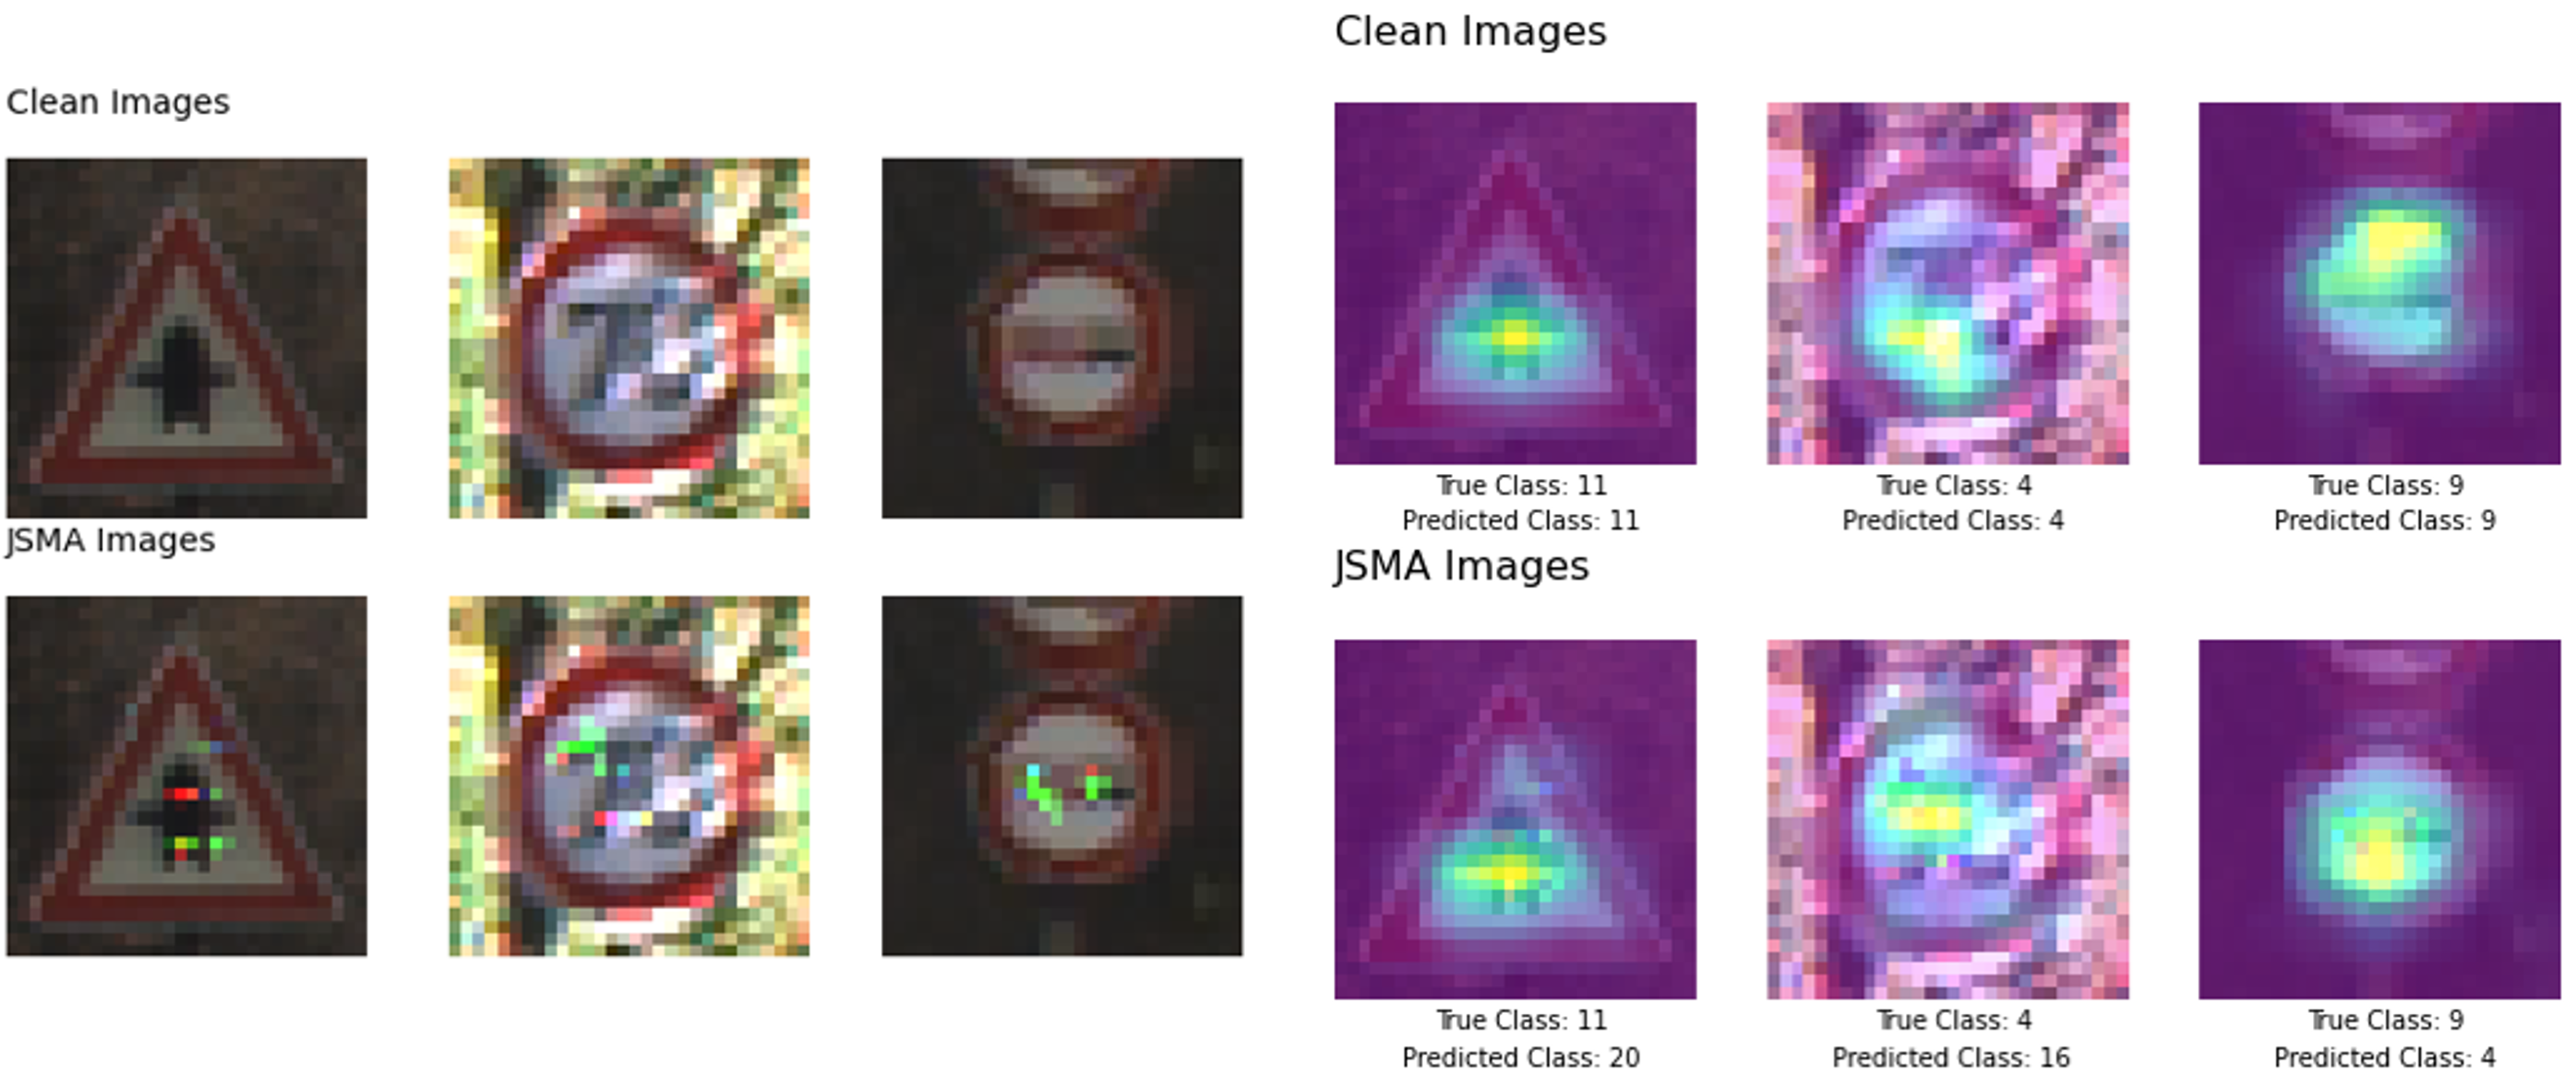 Clean Images
JSMA Images
Clean Images
True Class: 11
Predicted Class: 11
True Class: 4
Predicted Class: 4
True Class: 9
Predicted Class: 9
JSMA Images
True Class: 11
Predicted Class: 20
True Class: 4
Predicted Class: 16
True Class: 9
Predicted Class: 4